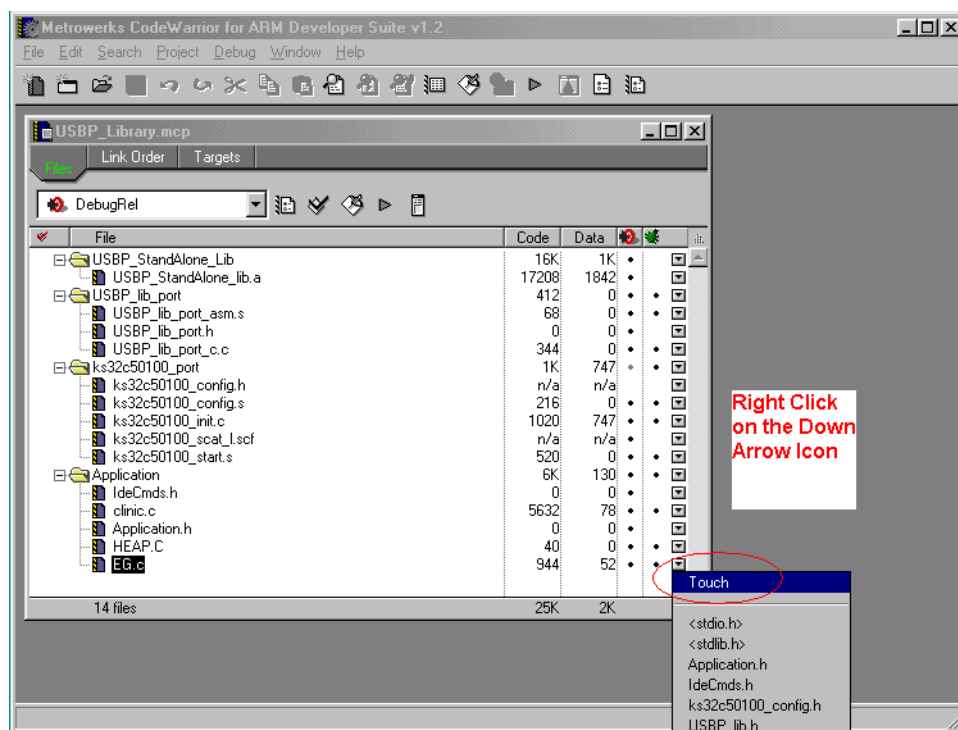 Metrowerks CodeWarrior for ARM Developer Suite v1.2
File Edit Search Project Debug Window Help
USBP_Library.mcp
Files Link Order Targets
DebugRel
File Code Data
USBP_StandAlone_Lib 16K 1K
USBP_StandAlone_lib.a 17208 1842
USBP_lib_port 412 0
USBP_lib_port_asm.s 68 0
USBP_lib_port.h 0 0
USBP_lib_port_c.c 344 0
ks32c50100_port 1K 747
ks32c50100_config.h n/a n/a
ks32c50100_config.s 216 0
ks32c50100_init.c 1020 747
ks32c50100_scat_l.scf n/a n/a
ks32c50100_start.s 520 0
Application 6K 130
IdeCmds.h 0 0
clinic.c 5632 78
Application.h 0 0
HEAP.C 40 0
EG.c 944 52
14 files 25K 2K
Right Click
on the Down
Arrow Icon
Touch
<stdio.h>
<stdlib.h>
Application.h
IdeCmds.h
ks32c50100_config.h
USBP_lib.h